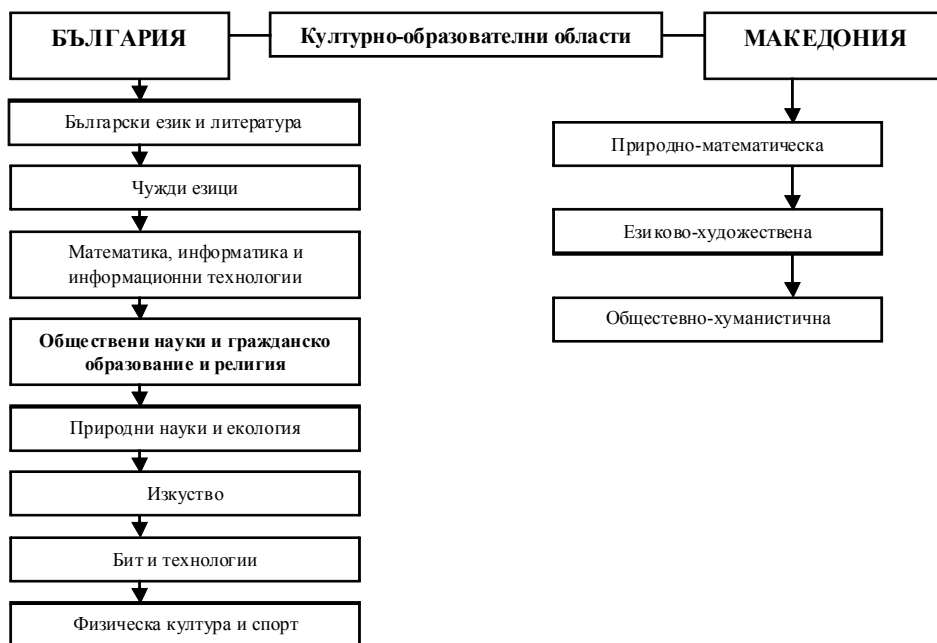 БЪЛГАРИЯ
Културно-образователни области
МАКЕДОНИЯ
Български език и литература
Чужди езици
Математика, информатика и
информационни технологии
Обществени науки и гражданско
образование и религия
Природни науки и екология
Изкуство
Бит и технологии
Физическа култура и спорт
Природно-математическа
Езиково-художествена
Обществно-хуманистична